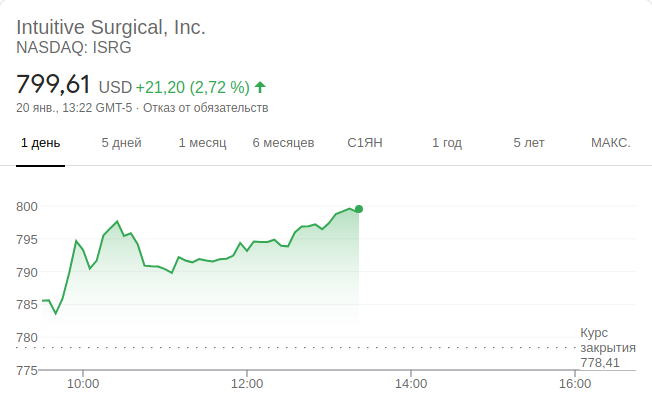 Intuitive Surgical, Inc.
NASDAQ: ISRG
799,61 USD +21,20 (2,72 %)
20 янв., 13:22 GMT-5 · Отказ от обязательств
1 день 5 дней 1 месяц 6 месяцев С1ЯН 1 год 5 лет МАКС.
800
795
790
785
780
775
Курс
закрытия
778,41
10:00 12:00 14:00 16:00